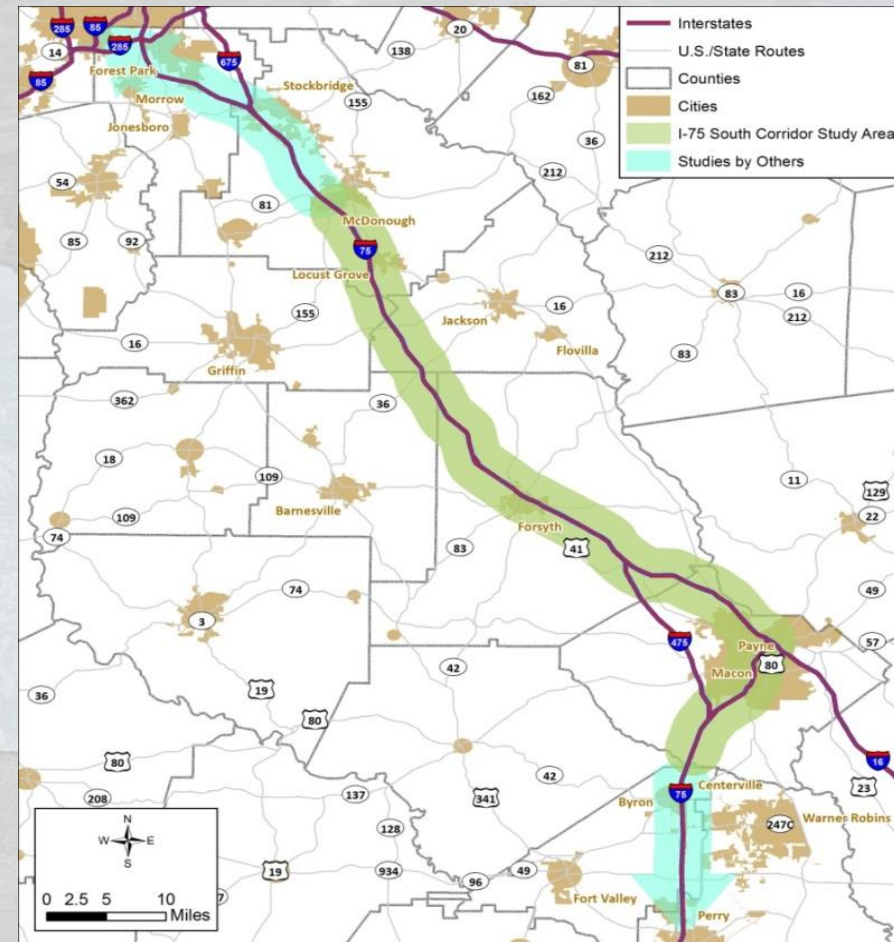 Interstates
U.S./State Routes
Counties
Cities
I-75 South Corridor Study Area
Studies by Others
285
85
20
14
285
138
81
675
85
Forest Park
Stockbridge
162
Morrow
155
Jonesboro
36
54
212
81
McDonough
85
92
75
212
Locust Grove
83
16
155
16
212
Jackson
16
Flovilla
83
Griffin
362
36
18
109
11
129
Barnesville
109
22
74
Forsyth
41
83
74
49
3
475
57
Payne
80
42
Macon
36
19
80
16
80
42
23
75
Centerville
Byron
208
137
341
Warner Robins
247C
128
N
W E
S
19
934
96
49
Fort Valley
0 2.5 5 10
Miles
7
Perry